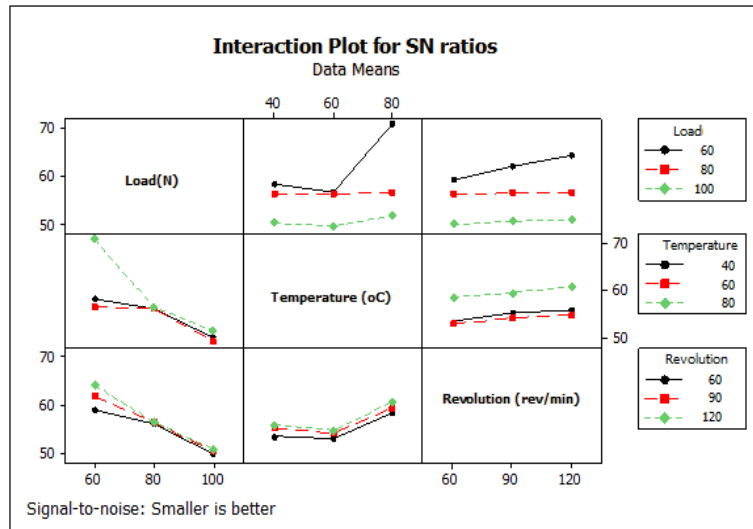 Interaction Plot for SN ratios
Data Means
40 60 80
70
60
50
Load(N)
Load
60
80
100
Temperature (oC)
70
60
50
Temperature
40
60
80
70
60
50
Revolution (rev/min)
Revolution
60
90
120
60 80 100
60 90 120
Signal-to-noise: Smaller is better